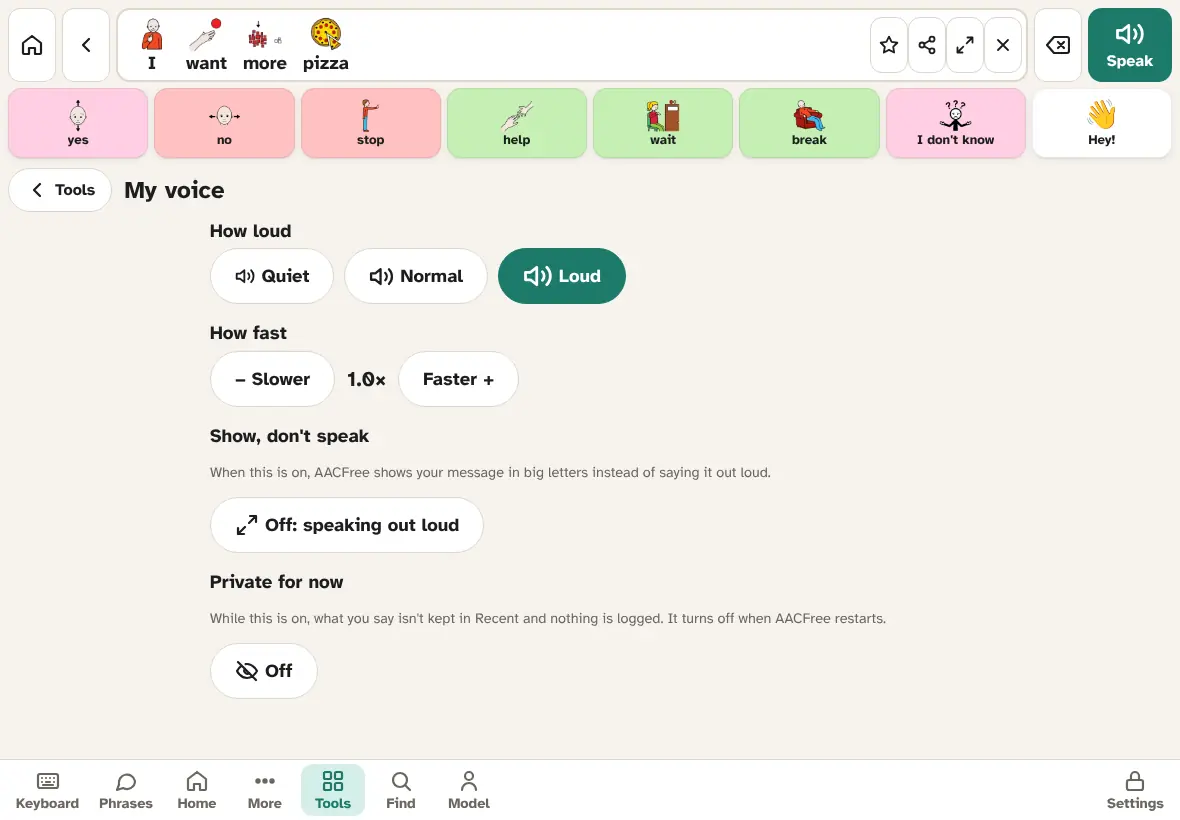 I want more pizza
Speak
yes no stop help wait break I don't know Hey!
Tools My voice
How loud
Quiet Normal Loud
How fast
– Slower 1.0× Faster +
Show, don't speak
When this is on, AACFree shows your message in big letters instead of saying it out loud.
Off: speaking out loud
Private for now
While this is on, what you say isn't kept in Recent and nothing is logged. It turns off when AACFree restarts.
Off
Keyboard Phrases Home More Tools Find Model Settings